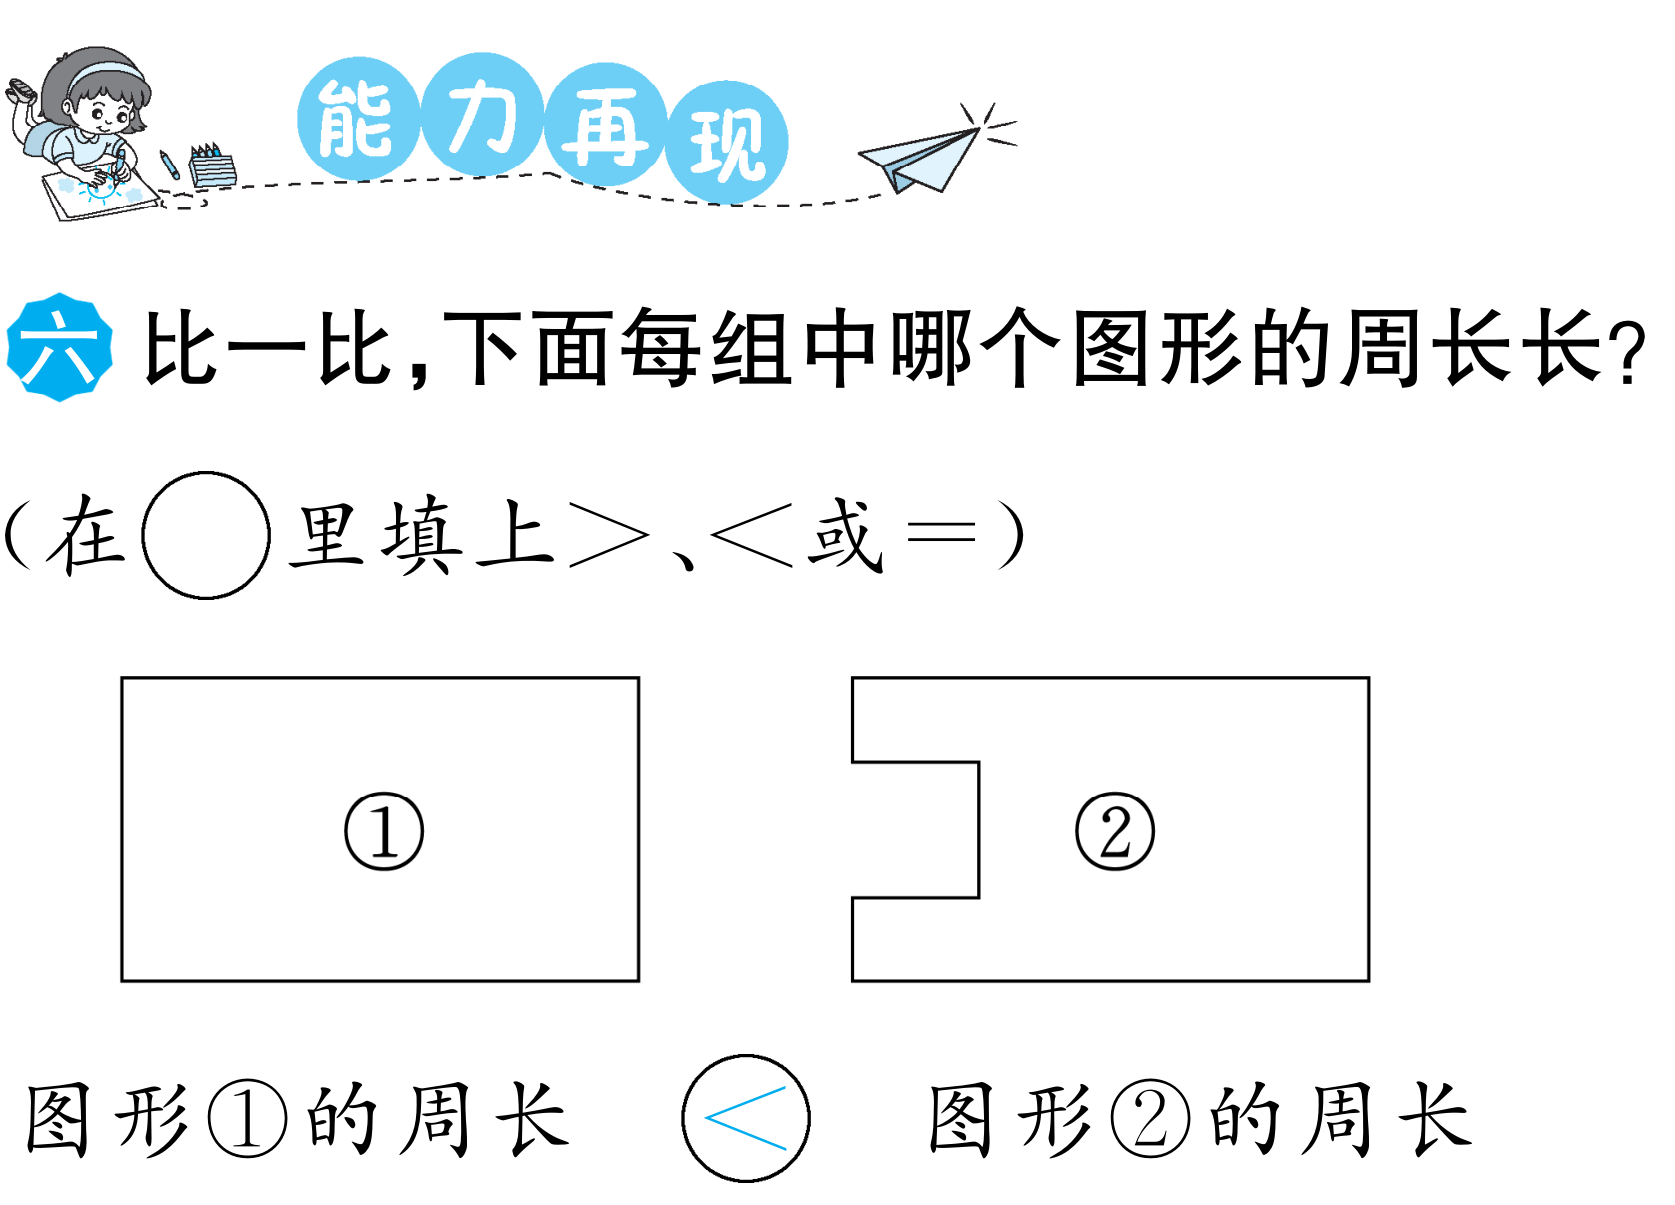 能力再现
六 比一比,下面每组中哪个图形的周长长?
(在○里填上>、<或=)
① ②
图形①的周长 < 图形②的周长